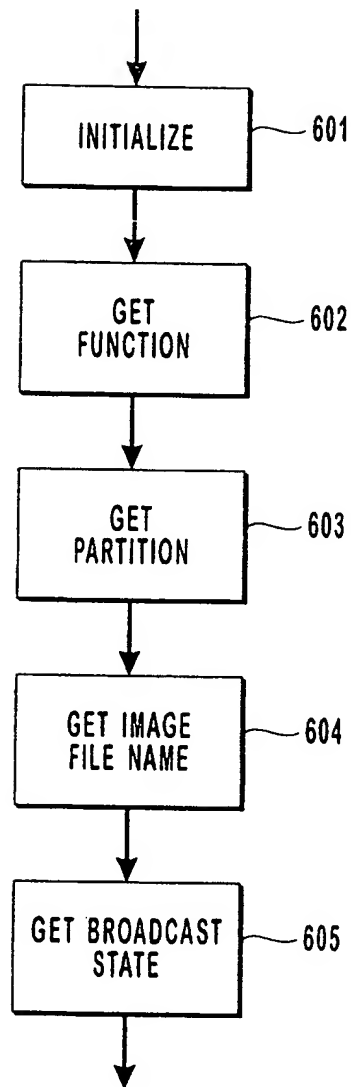 INITIALIZE
601
GET
FUNCTION
602
GET
PARTITION
603
GET IMAGE
FILE NAME
604
GET BROADCAST
STATE
605